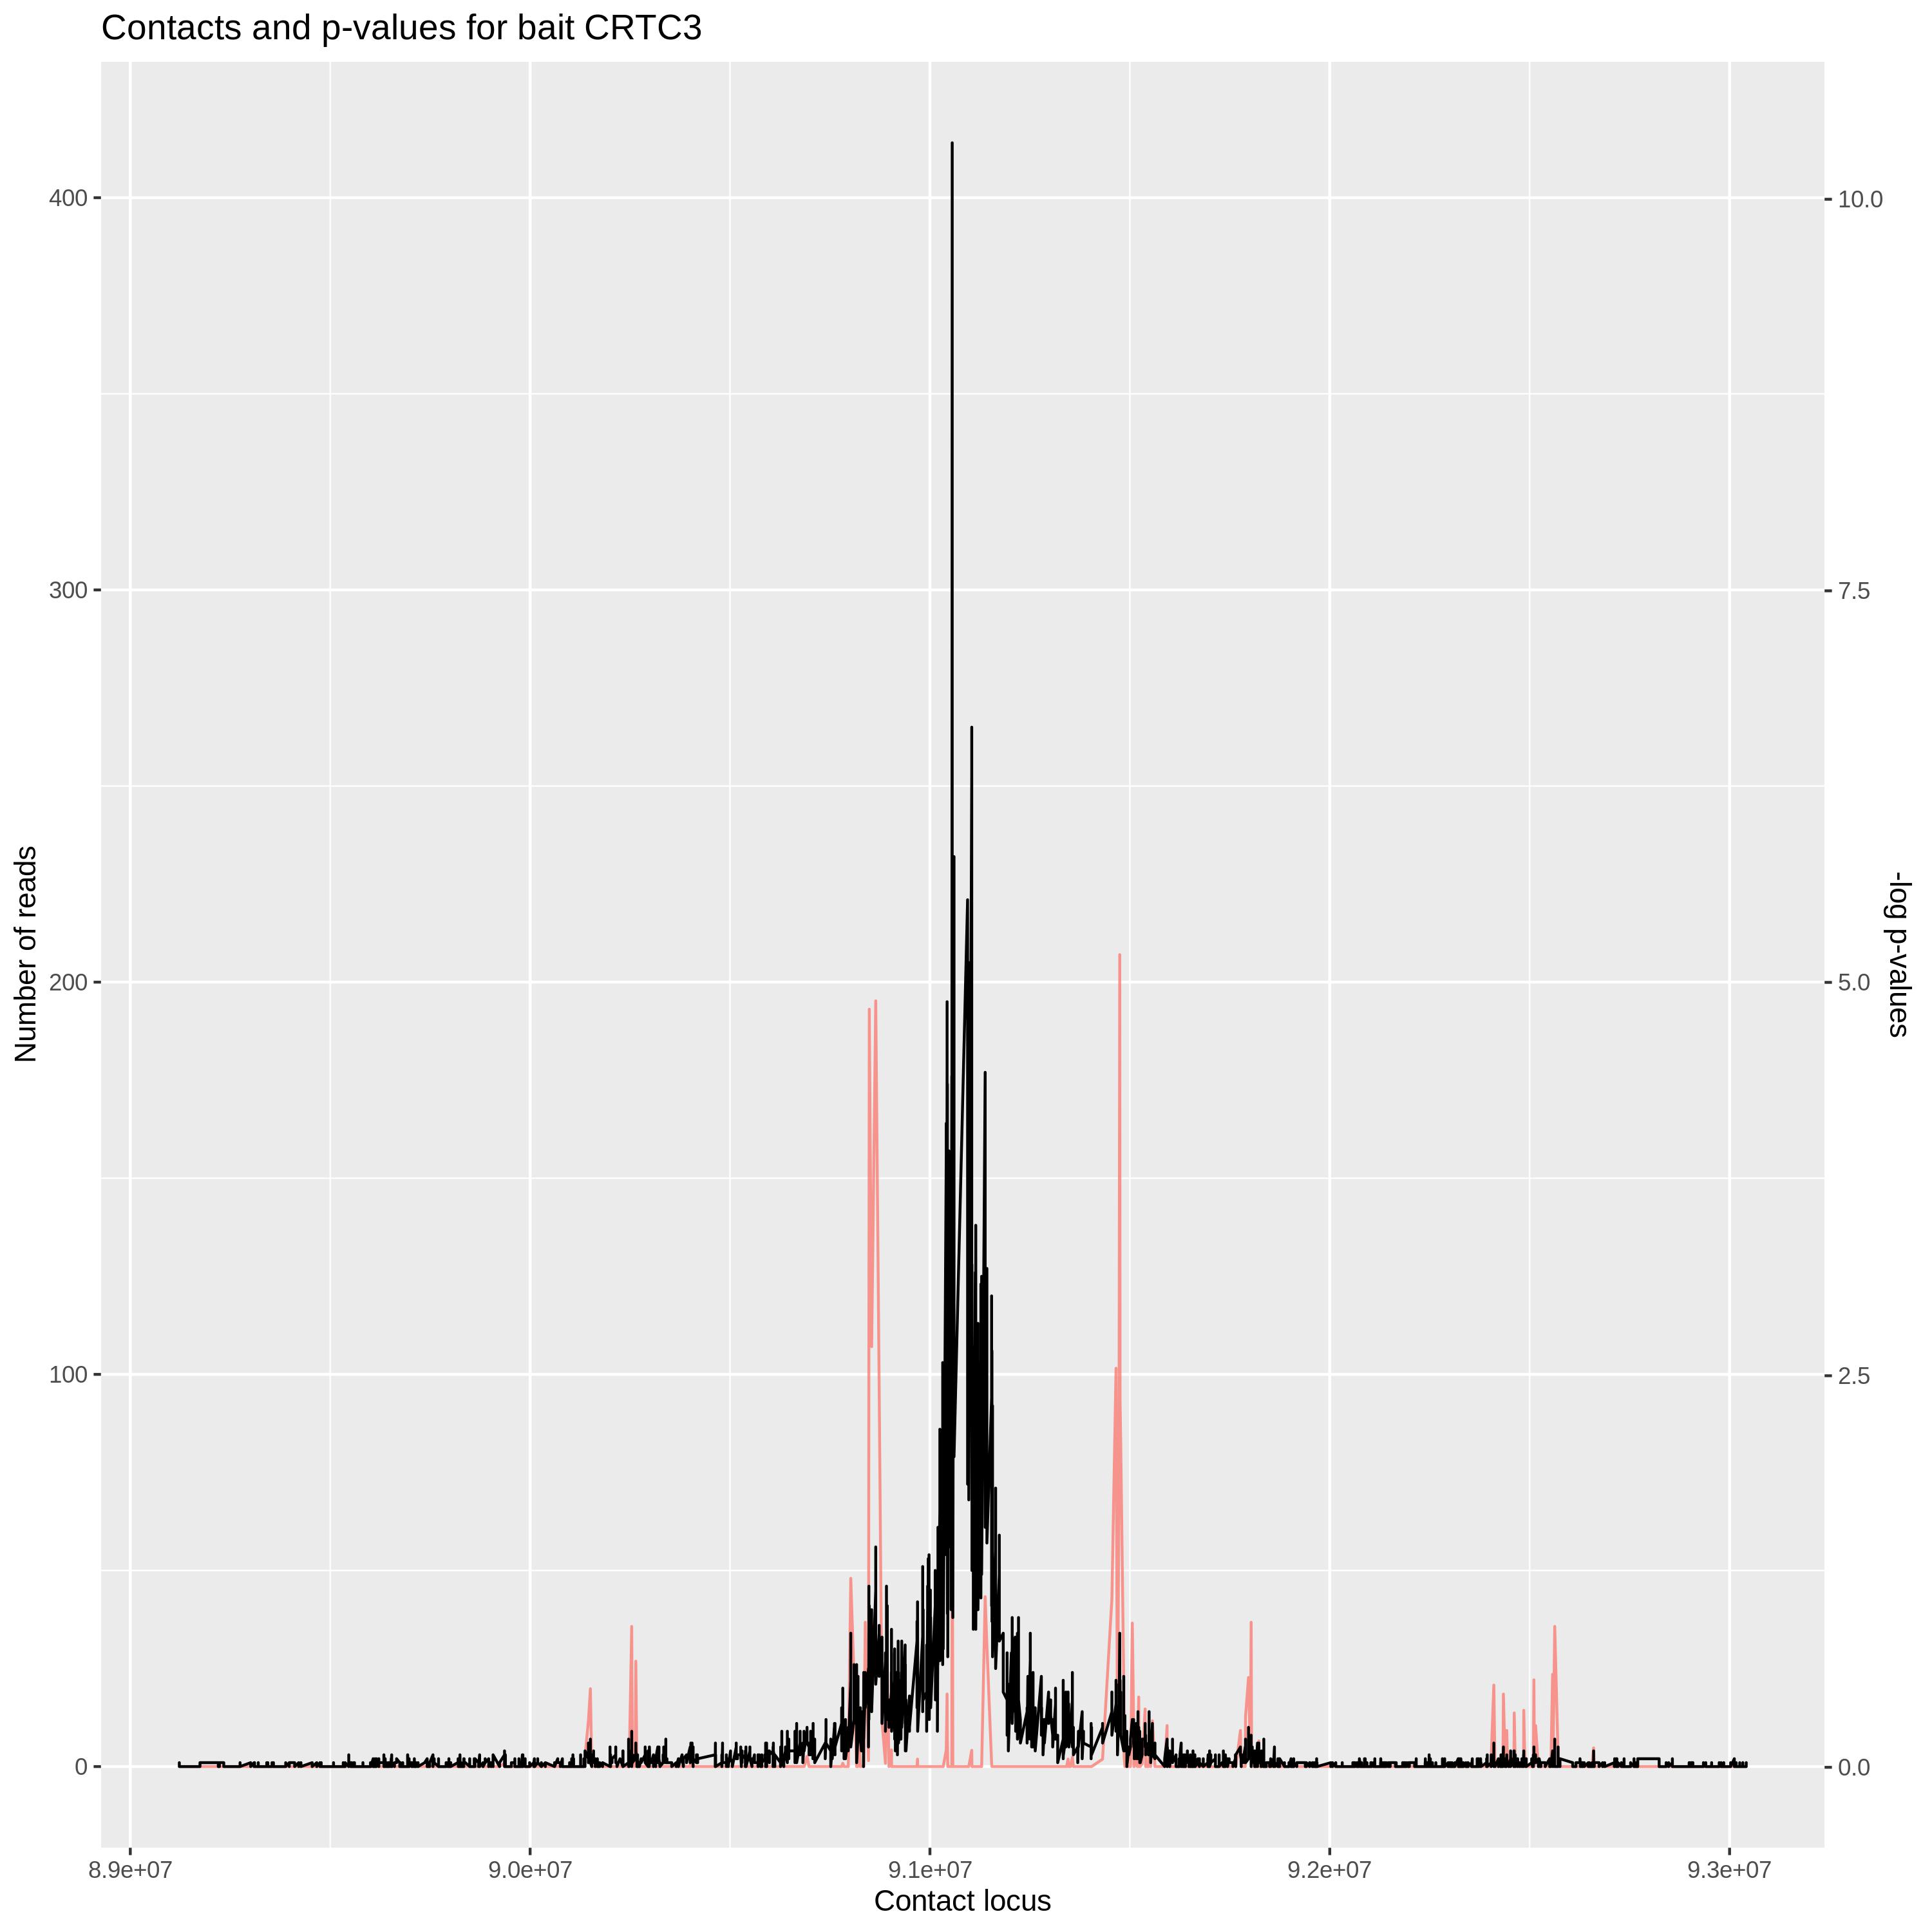 Contacts and p-values for bait CRTC3
Number of reads
400
300
200
100
0
10.0
7.5
5.0
2.5
0.0
-log p-values
8.9e+07
9.0e+07
9.1e+07
9.2e+07
9.3e+07
Contact locus